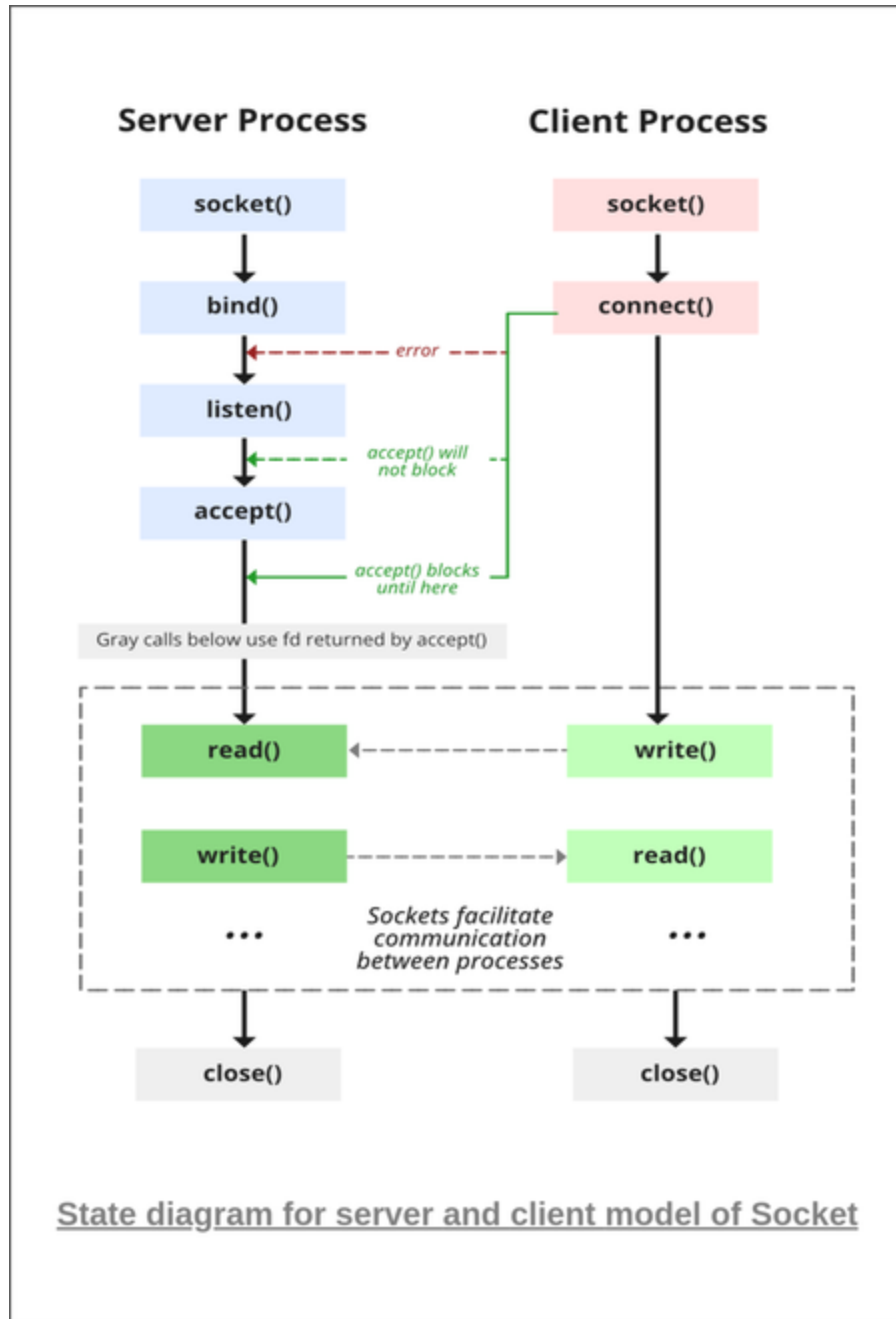 Server Process
Client Process
socket()
socket()
bind()
connect()
error
listen()
accept() will
not block
accept()
accept() blocks
until here
Gray calls below use fd returned by accept()
read()
write()
write()
read()
...
Sockets facilitate
communication
between processes
...
close()
close()
State diagram for server and client model of Socket